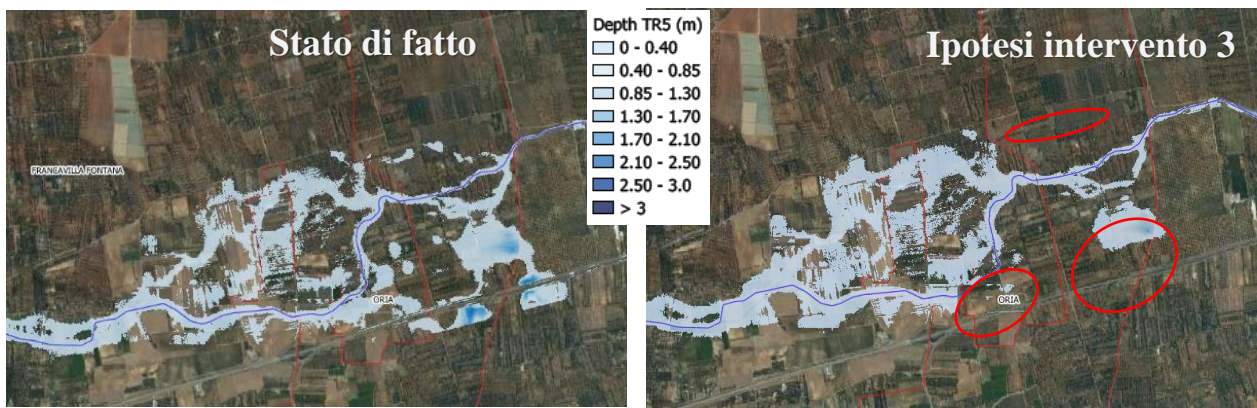 Stato di fatto
Depth TR5 (m)
0 - 0.40
0.40 - 0.85
0.85 - 1.30
1.30 - 1.70
1.70 - 2.10
2.10 - 2.50
2.50 - 3.0
> 3
Ipotesi intervento 3
FRANCAVILLA FONTANA
ORIA
ORIA